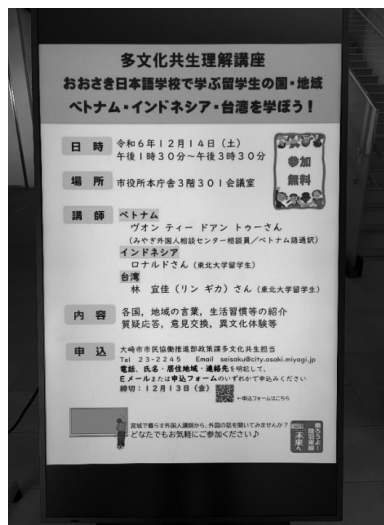 多文化共生理解講座
おおさき日本語学校で学ぶ留学生の国・地域
ベトナム・インドネシア・台湾を学ぼう！
日 時 令和６年１２月１４日（土）
午後１時３０分～午後３時３０分
参加
無料
場 所 市役所本庁舎３階３０１会議室
講 師 ベトナム
ヴオン ティー ドアン トゥーさん
（みやぎ外国人相談センター相談員／ベトナム語通訳）
インドネシア
ロナルドさん（東北大学留学生）
台湾
林 宜佳（リン ギカ）さん（東北大学留学生）
内 容 各国，地域の言葉，生活習慣等の紹介
質疑応答，意見交換，異文化体験等
申 込 大崎市市民協働推進部政策課多文化共生担当
Tel 23-2245 Email seisaku@city.osaki.miyagi.jp
電話，氏名・居住地域・連絡先を明記して，
Ｅメールまたは申込フォームのいずれかで申込みください
締切：１２月１３日（金）
←申込フォームはこちら
宮城で暮らす外国人講師から，外国の話を聞いてみませんか？
どなたでもお気軽にご参加ください♪
乗ろうよ！
陸羽東線
未来へ